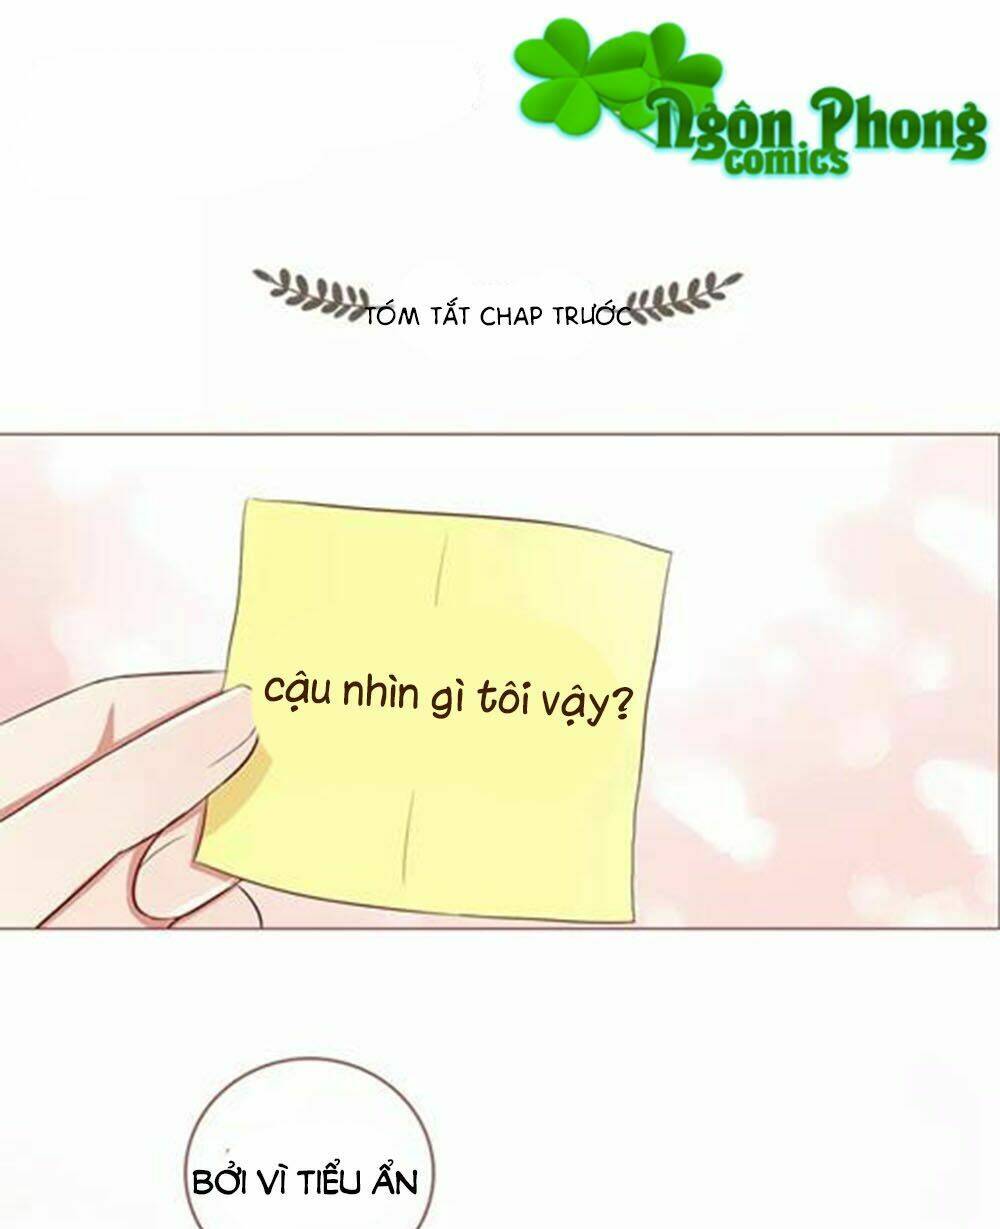 Ngôn Phong
comics
TÓM TẮT CHAP TRƯỚC
cậu nhìn gì tôi vậy?
BỞI VÌ TIỂU ẨN